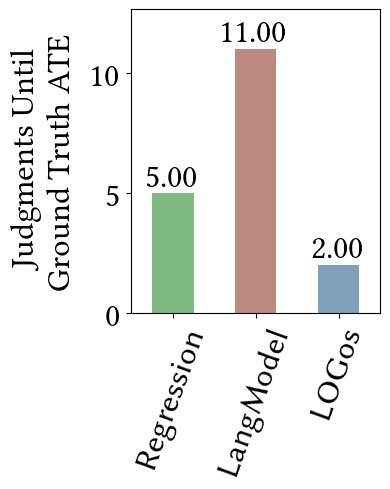 Judgments Until
Ground Truth ATE
10
5
0
5.00
11.00
2.00
Regression
LangModel
LOGos